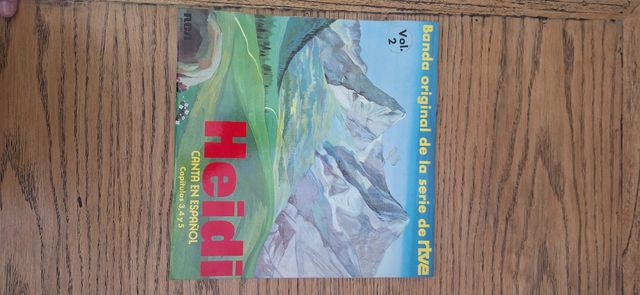 Banda original de la serie de rtve
Vol.
2
RCA
Heidi
CANTA EN ESPAÑOL
Capítulos 3, 4 y 5